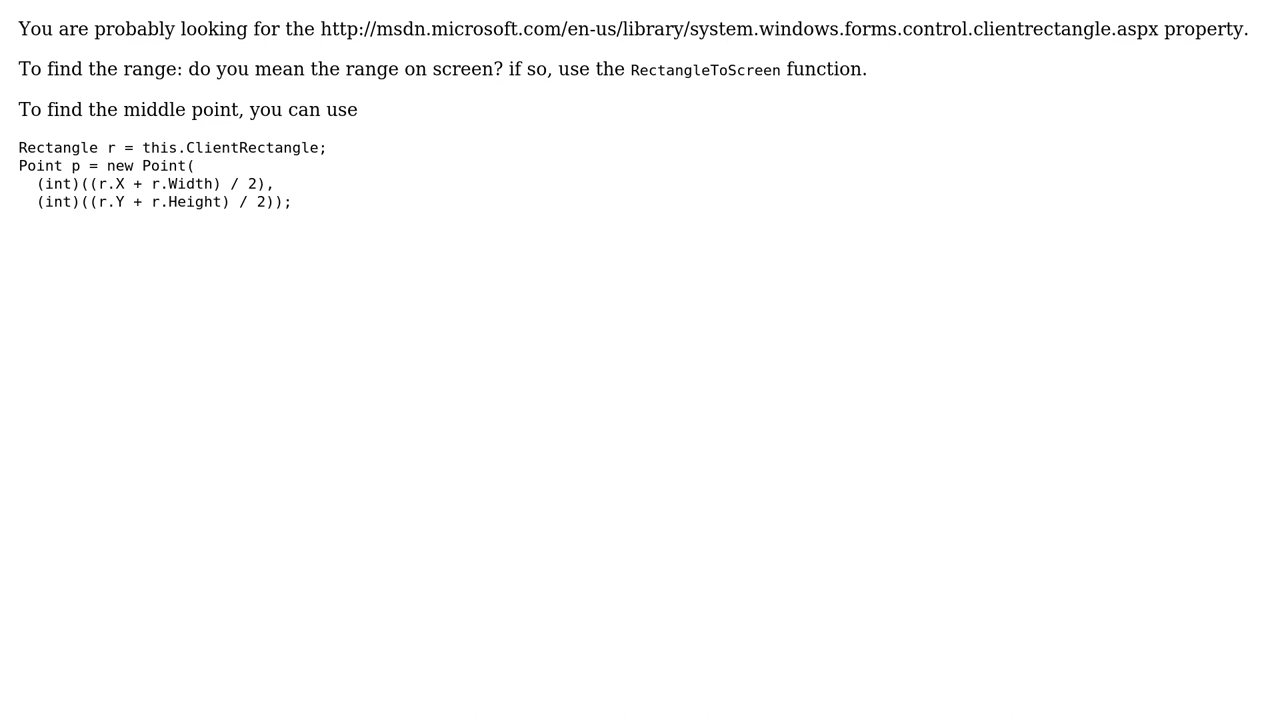 You are probably looking for the http://msdn.microsoft.com/en-us/library/system.windows.forms.control.clientrectangle.aspx property.
To find the range: do you mean the range on screen? if so, use the RectangleToScreen function.
To find the middle point, you can use
Rectangle r = this.ClientRectangle;
Point p = new Point(
  (int)((r.X + r.Width) / 2),
  (int)((r.Y + r.Height) / 2));